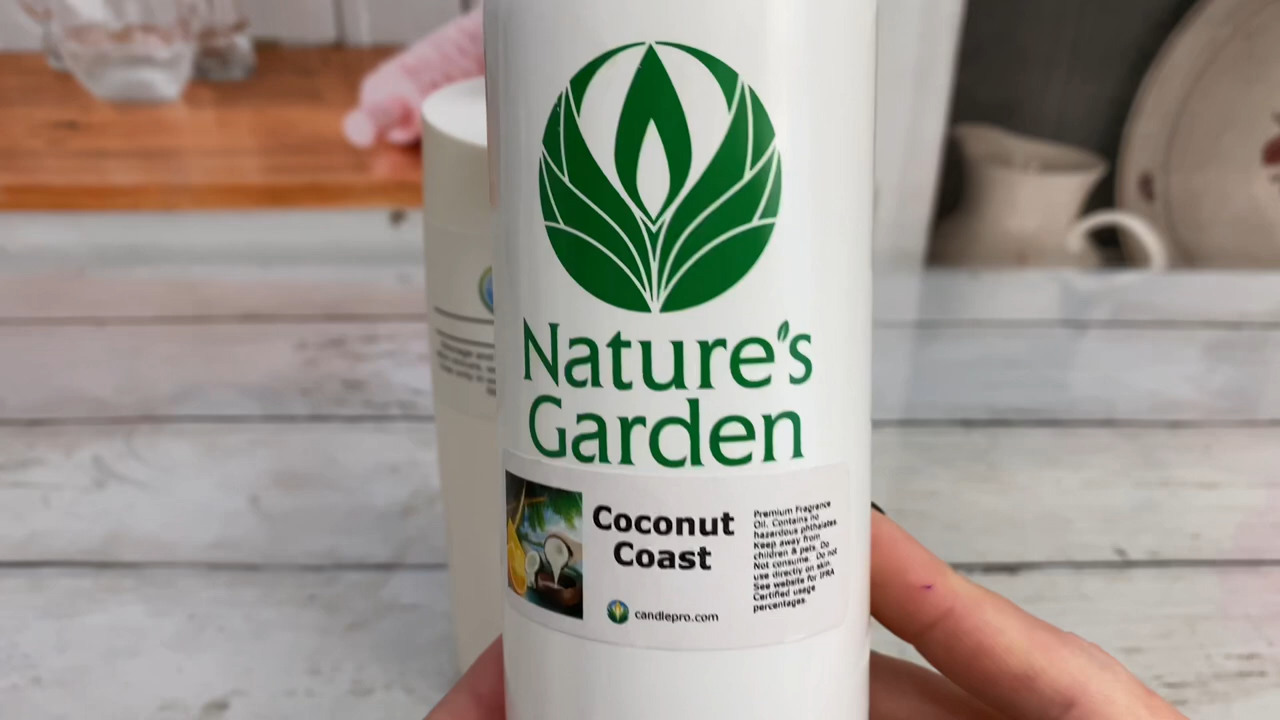 Nature's
Garden
Coconut
Coast
candlepro.com
Premium Fragrance
Oil. Contains no
hazardous phthalates.
Keep away from
children & pets. Do
Not consume. Do not
use directly on skin.
See website for IFRA
Certified usage
percentages.